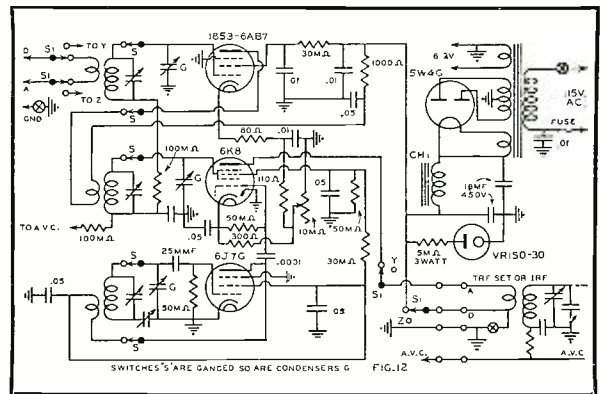 1853-6AB7
D S1 TO Y S
A S1
TO Z
GND
G
.01
30MΩ
.01
1000Ω
.05
80Ω
.01
100MΩ
S
6K8
G
110Ω
.05
50MΩ
300Ω
10MΩ
.05
*50MΩ
TO A.V.C.
100MΩ
.05
S
25MMF
G
50MΩ
S
6J7G
.0001
30MΩ
.05
6.3V
5W4G
115V.
AC
FUSE
.01
CH1
18MF
450V.
5MΩ
3WATT
VR150-30
Y
O
S1
TRF SET OR IRF
A
S1
D
ZO
A.V.C.
A.V.C
SWITCHES "S" ARE GANGED SO ARE CONDENSERS G
FIG.12